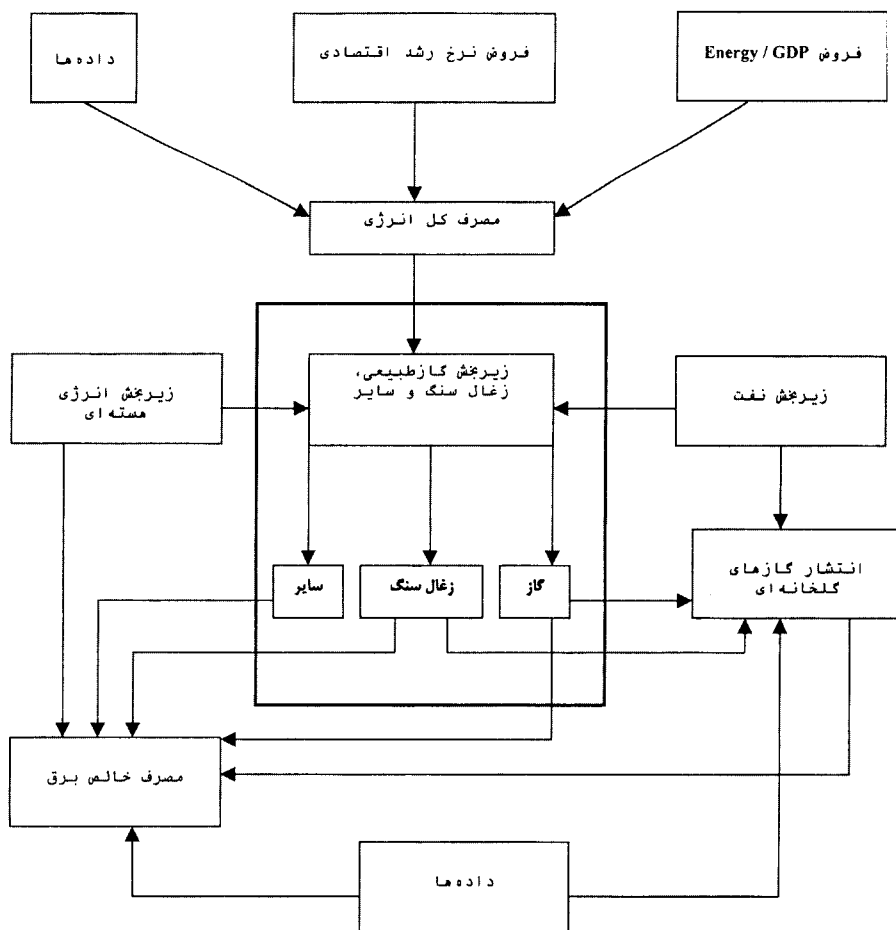 داده‌ها
فروض نرخ رشد اقتصادی
فروض Energy / GDP
مصرف کل انرژی
زیربخش انرژی
هسته‌ای
زیربخش گازطبیعی،
زغال سنگ و سایر
زیربخش نفت
سایر
زغال سنگ
گاز
انتشار گازهای
گلخانه‌ای
مصرف خالص برق
داده‌ها